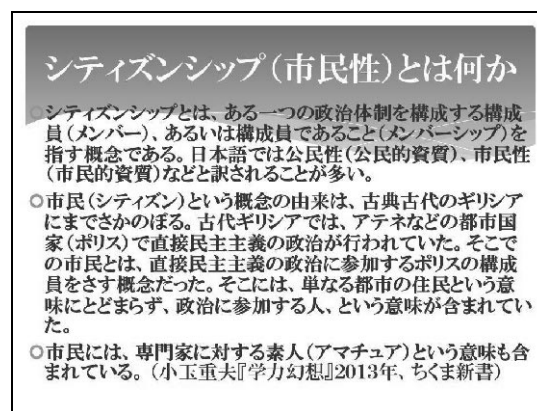 シティズンシップ（市民性）とは何か
○シティズンシップとは、ある一つの政治体制を構成する構成
員（メンバー）、あるいは構成員であること（メンバーシップ）を
指す概念である。日本語では公民性（公民的資質）、市民性
（市民的資質）などと訳されることが多い。
○市民（シティズン）という概念の由来は、古典古代のギリシア
にまでさかのぼる。古代ギリシアでは、アテネなどの都市国
家（ポリス）で直接民主主義の政治が行われていた。そこで
の市民とは、直接民主主義の政治に参加するポリスの構成
員をさす概念だった。そこには、単なる都市の住民という意
味にとどまらず、政治に参加する人、という意味が含まれてい
た。
○市民には、専門家に対する素人（アマチュア）という意味も含
まれている。（小玉重夫『学力幻想』2013年、ちくま新書）